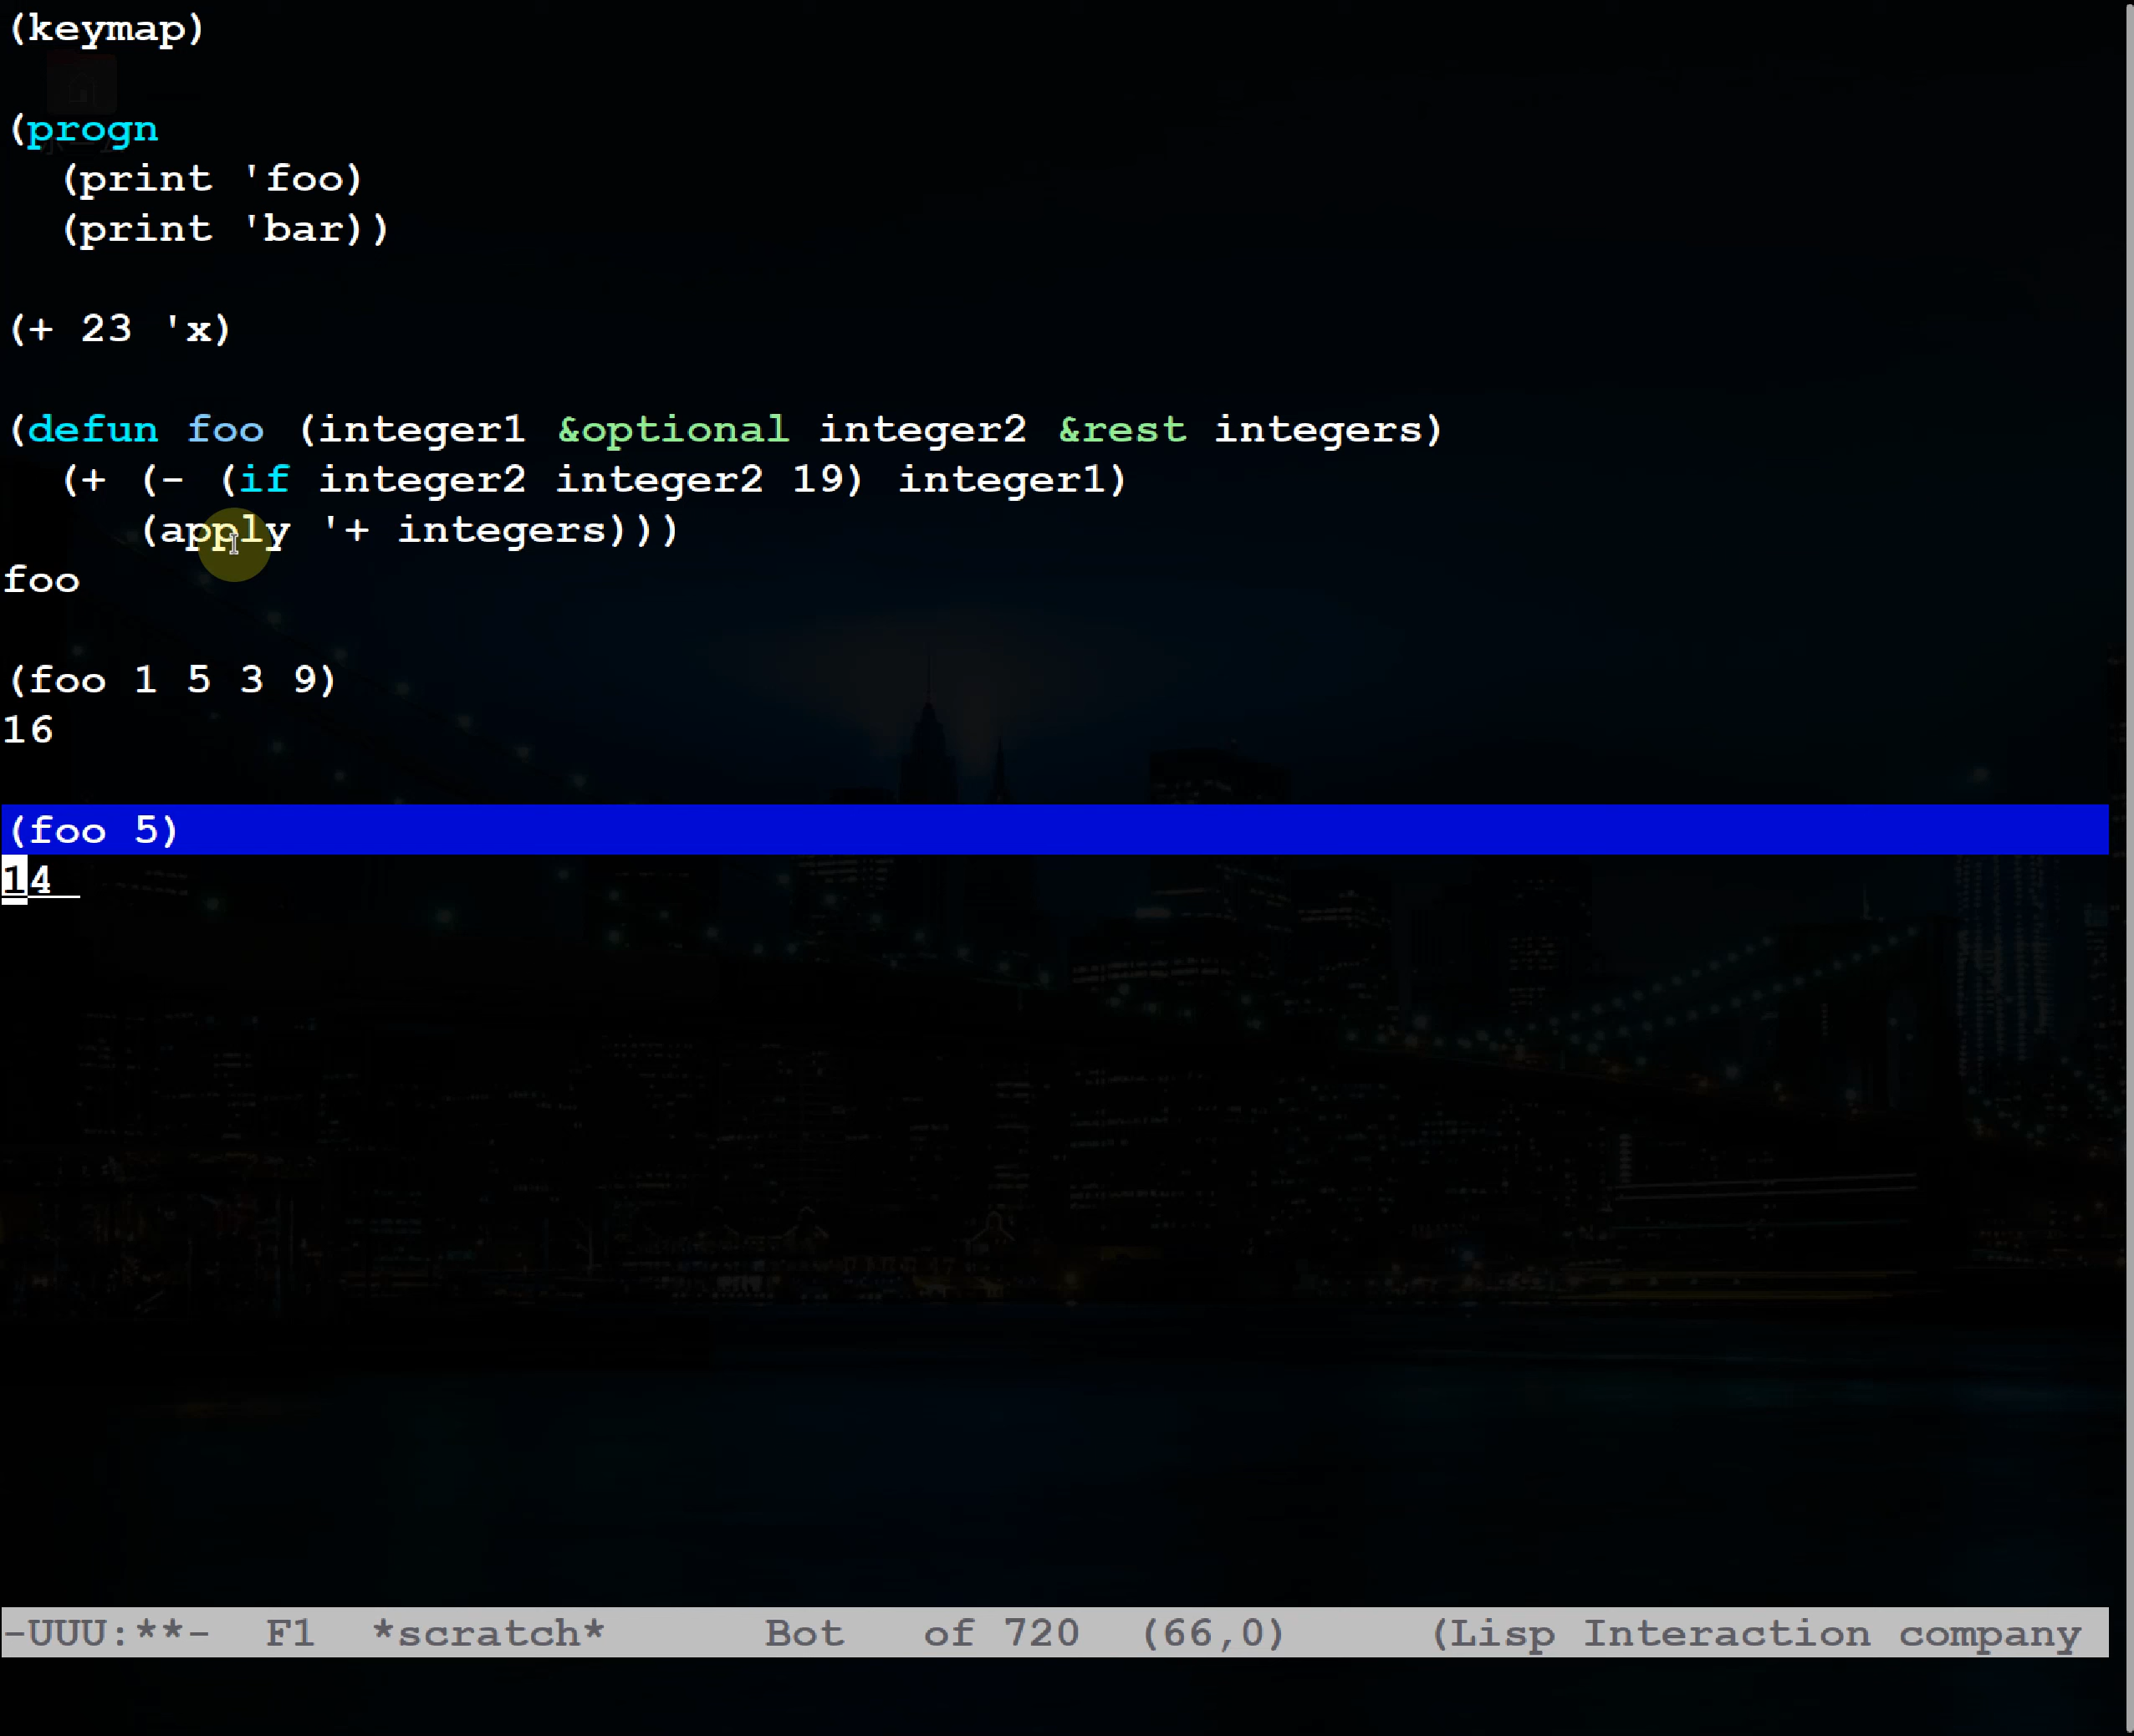 (keymap)
(progn
(print 'foo)
(print 'bar))
(+ 23 'x)
(defun foo (integer1 &optional integer2 &rest integers)
(+ (- (if integer2 integer2 19) integer1)
(apply '+ integers)))
foo
(foo 1 5 3 9)
16
(foo 5)
14
-UUU:**- F1 *scratch* Bot of 720 (66,0) (Lisp Interaction company